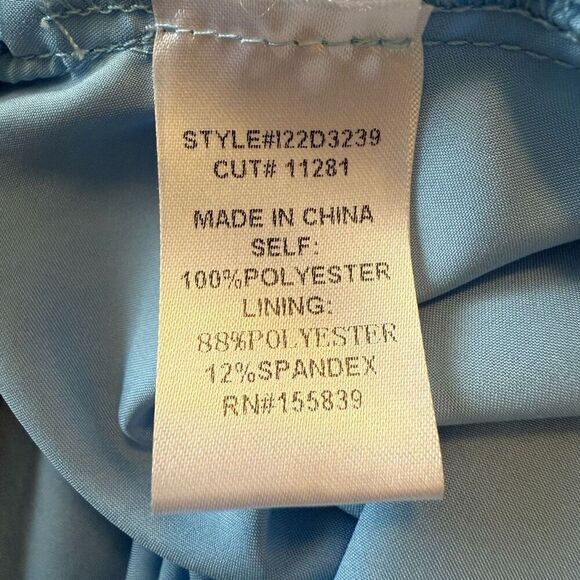 STYLE#I22D3239
CUT# 11281
MADE IN CHINA
SELF:
100%POLYESTER
LINING:
88%POLYESTER
12%SPANDEX
RN#155839